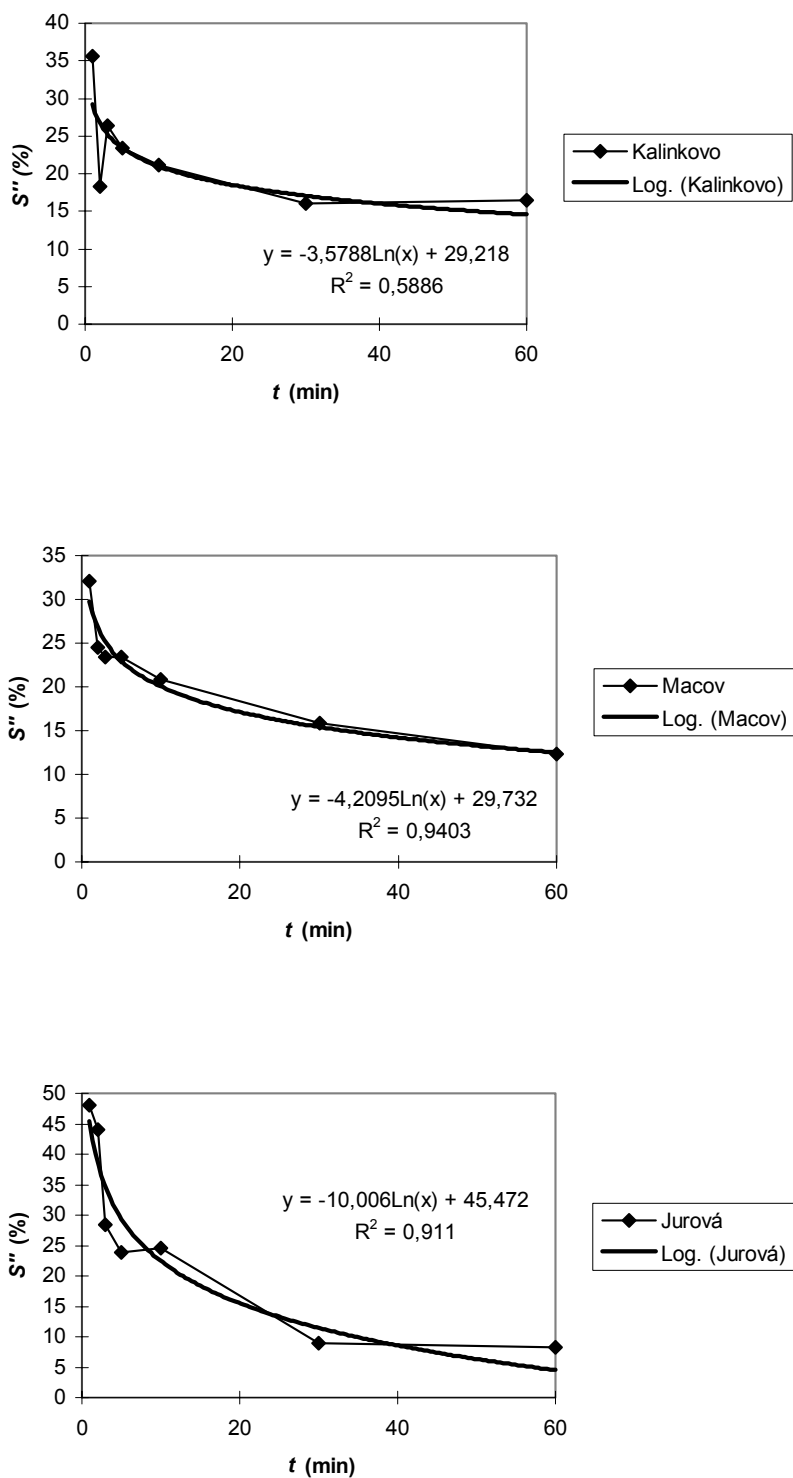 40
35
30
25
20
15
10
5
0
S″ (%)
y = -3,5788Ln(x) + 29,218
R² = 0,5886
0 20 40 60
t (min)
Kalinkovo
Log. (Kalinkovo)
35
30
25
20
15
10
5
0
S″ (%)
y = -4,2095Ln(x) + 29,732
R² = 0,9403
0 20 40 60
t (min)
Macov
Log. (Macov)
50
45
40
35
30
25
20
15
10
5
0
S″ (%)
y = -10,006Ln(x) + 45,472
R² = 0,911
0 20 40 60
t (min)
Jurová
Log. (Jurová)